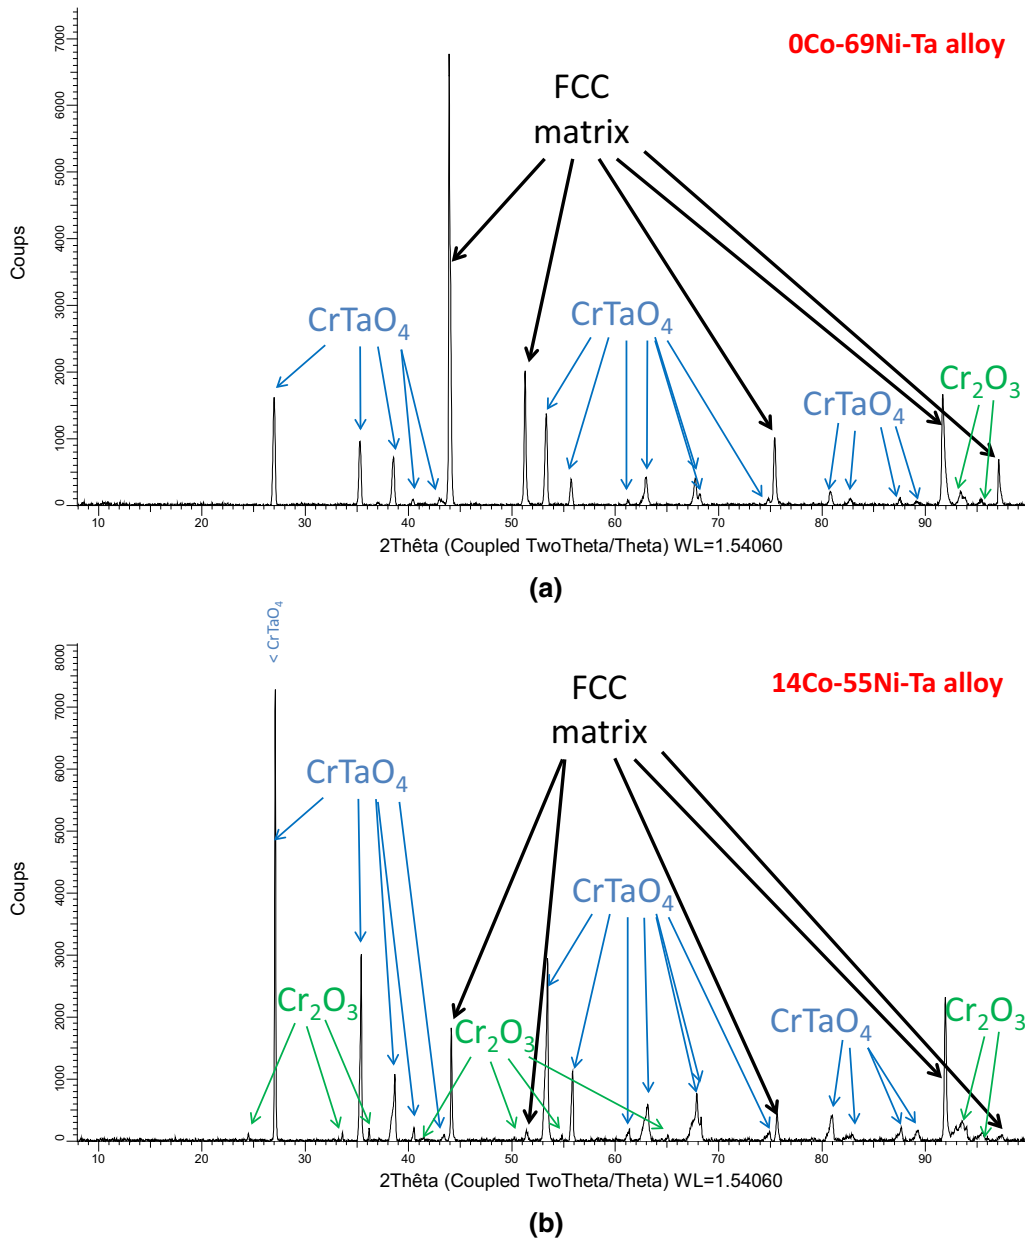 0Co-69Ni-Ta alloy
FCC
matrix
CrTaO4
CrTaO4
CrTaO4
Cr2O3
Coups
7000
6000
5000
4000
3000
2000
1000
0
10 20 30 40 50 60 70 80 90
2Thêta (Coupled TwoTheta/Theta) WL=1.54060
(a)
< CrTaO4
14Co-55Ni-Ta alloy
FCC
matrix
CrTaO4
CrTaO4
Cr2O3
Cr2O3
CrTaO4
Cr2O3
Coups
8000
7000
6000
5000
4000
3000
2000
1000
0
10 20 30 40 50 60 70 80 90
2Thêta (Coupled TwoTheta/Theta) WL=1.54060
(b)